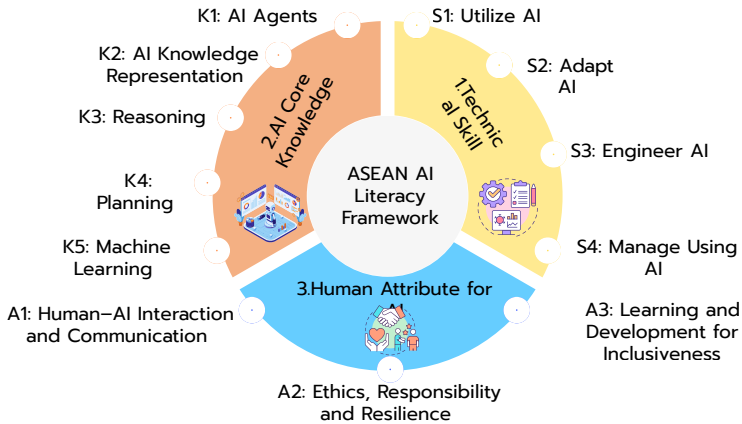 K1: AI Agents
S1: Utilize AI
K2: AI Knowledge
Representation
S2: Adapt
AI
K3: Reasoning
2.AI Core
Knowledge
1.Technic
al Skill
S3: Engineer AI
ASEAN AI
Literacy
Framework
K4:
Planning
K5: Machine
Learning
S4: Manage Using
AI
3.Human Attribute for
A1: Human–AI Interaction
and Communication
A3: Learning and
Development for
Inclusiveness
A2: Ethics, Responsibility
and Resilience